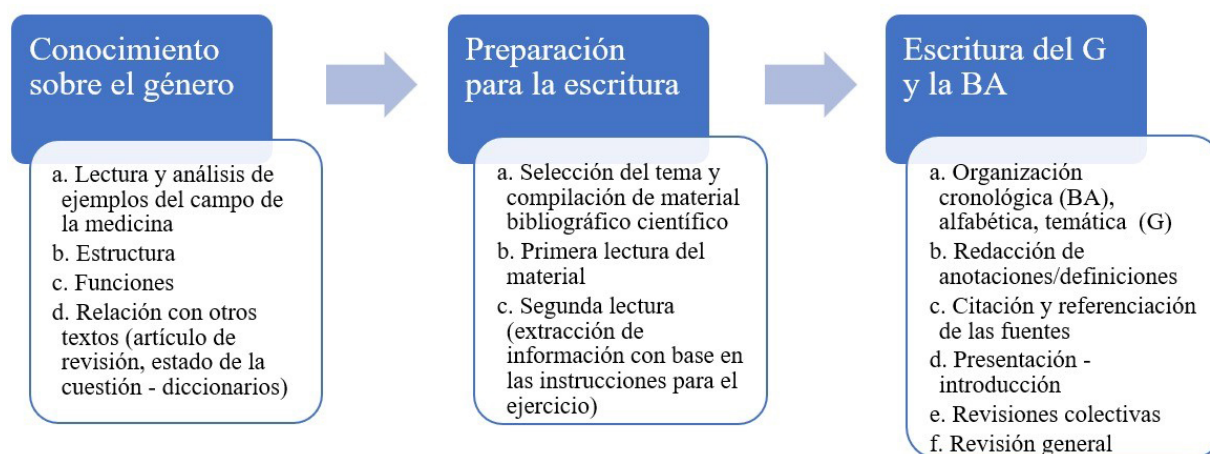 Conocimiento
sobre el género
a. Lectura y análisis de
ejemplos del campo de
la medicina
b. Estructura
c. Funciones
d. Relación con otros
textos (artículo de
revisión, estado de la
cuestión - diccionarios)
Preparación
para la escritura
a. Selección del tema y
compilación de material
bibliográfico científico
b. Primera lectura del
material
c. Segunda lectura
(extracción de
información con base en
las instrucciones para el
ejercicio)
Escritura del G
y la BA
a. Organización
cronológica (BA),
alfabética, temática (G)
b. Redacción de
anotaciones/definiciones
c. Citación y referenciación
de las fuentes
d. Presentación -
introducción
e. Revisiones colectivas
f. Revisión general